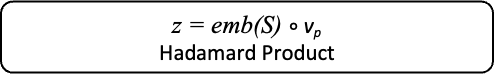 z = emb(S) ∘ vₚ
Hadamard Product